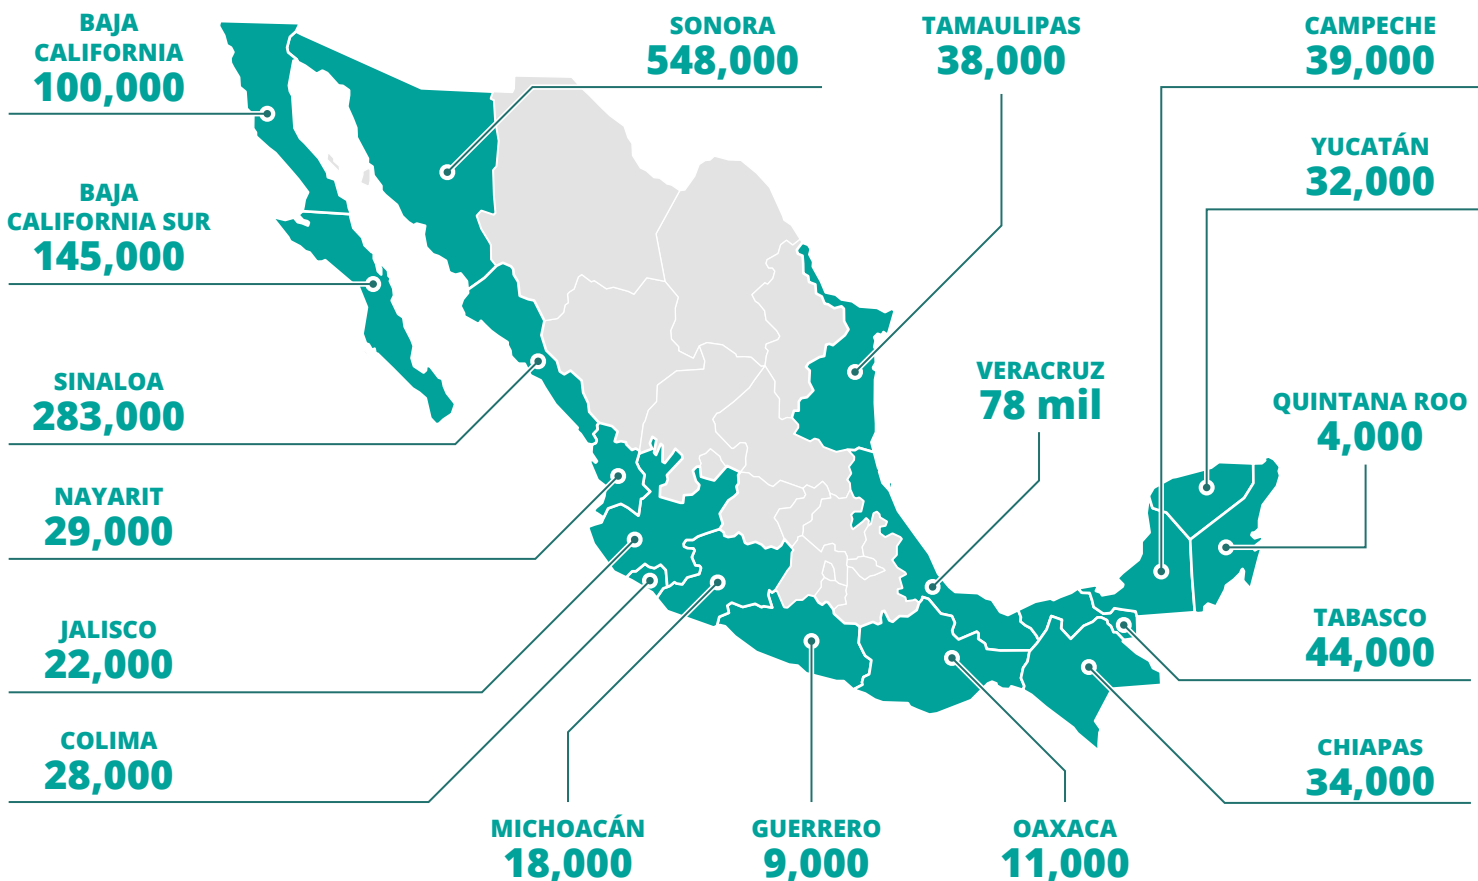 BAJA
CALIFORNIA
100,000
SONORA
548,000
TAMAULIPAS
38,000
CAMPECHE
39,000
YUCATÁN
32,000
BAJA
CALIFORNIA SUR
145,000
SINALOA
283,000
VERACRUZ
78 mil
QUINTANA ROO
4,000
NAYARIT
29,000
JALISCO
22,000
TABASCO
44,000
COLIMA
28,000
CHIAPAS
34,000
MICHOACÁN
18,000
GUERRERO
9,000
OAXACA
11,000